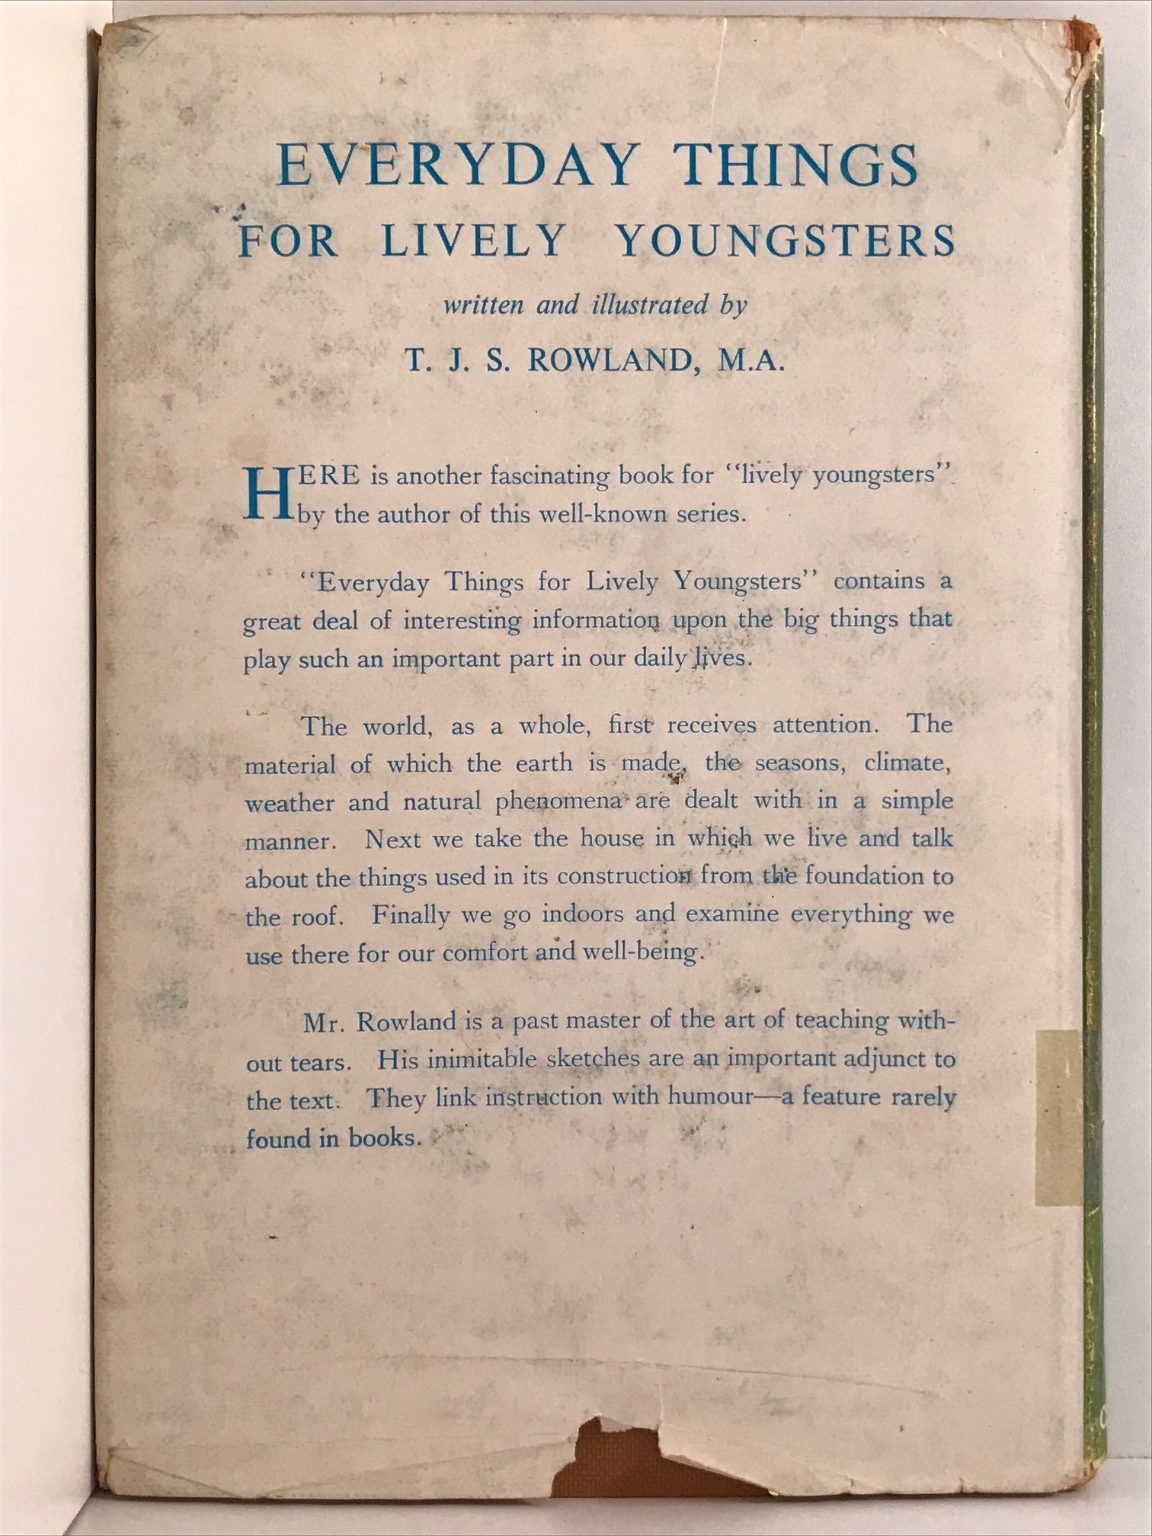 EVERYDAY THINGS
FOR LIVELY YOUNGSTERS
written and illustrated by
T. J. S. ROWLAND, M.A.
HERE is another fascinating book for “lively youngsters”
by the author of this well-known series.
“Everyday Things for Lively Youngsters” contains a
great deal of interesting information upon the big things that
play such an important part in our daily lives.
The world, as a whole, first receives attention. The
material of which the earth is made, the seasons, climate,
weather and natural phenomena are dealt with in a simple
manner. Next we take the house in which we live and talk
about the things used in its construction from the foundation to
the roof. Finally we go indoors and examine everything we
use there for our comfort and well-being.
Mr. Rowland is a past master of the art of teaching with-
out tears. His inimitable sketches are an important adjunct to
the text. They link instruction with humour—a feature rarely
found in books.